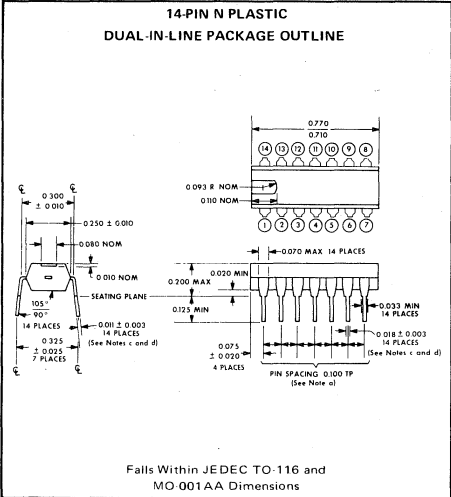 14-PIN N PLASTIC
DUAL-IN-LINE PACKAGE OUTLINE
0.770
0.710
14 13 12 11 10 9 8
0.093 R NOM
0.110 NOM
1 2 3 4 5 6 7
℄ ℄
0.300
± 0.010
0.250 ± 0.010
0.080 NOM
0.010 NOM
SEATING PLANE
105°
90°
14 PLACES
0.011 ± 0.003
14 PLACES
(See Notes c and d)
0.325
± 0.025
7 PLACES
℄ ℄
0.070 MAX 14 PLACES
0.020 MIN
0.200 MAX
0.125 MIN
0.033 MIN
14 PLACES
0.018 ± 0.003
14 PLACES
(See Notes c and d)
0.075
± 0.020
4 PLACES
PIN SPACING 0.100 TP
(See Note a)
Falls Within JEDEC TO-116 and
MO-001AA Dimensions